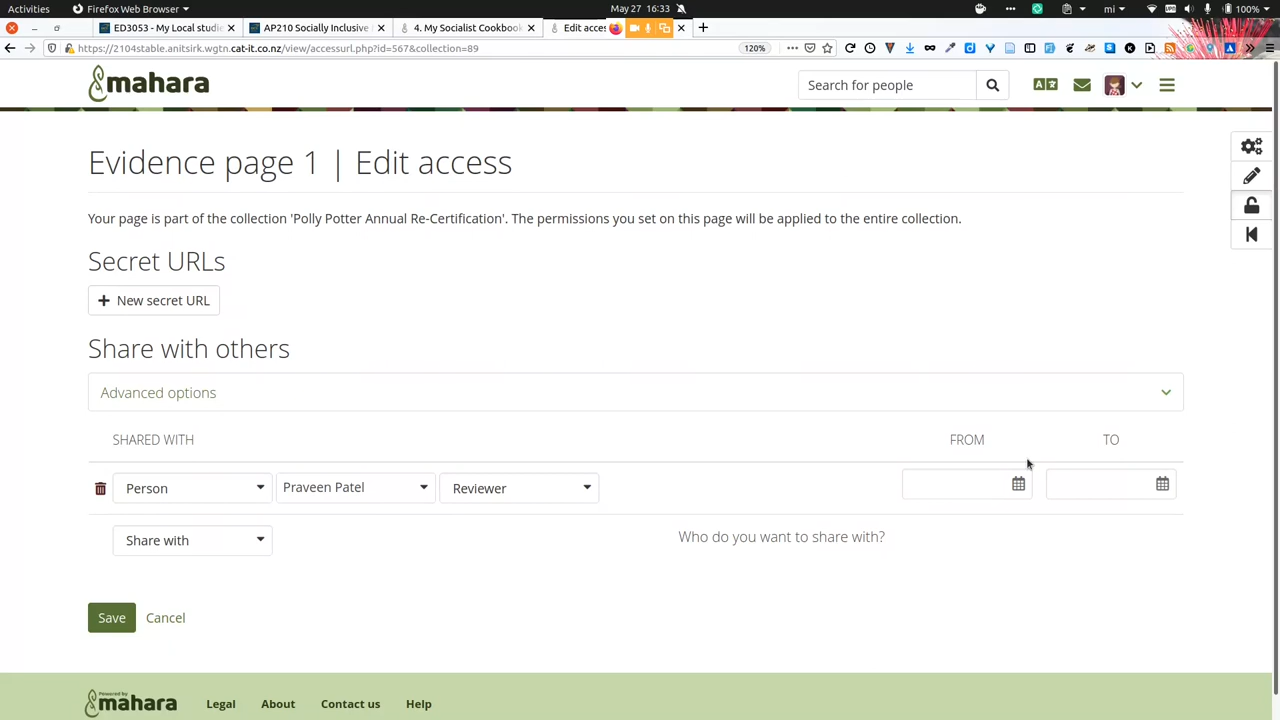 Activities
Firefox Web Browser
May 27 16:33
mi
100%
ED3053 — My Local studi
AP210 Socially Inclusive
4. My Socialist Cookbook
Edit acces
https://2104stable.anitsirk.wgtn.cat-it.co.nz/view/accessurl.php?id=567&collection=89
120%
mahara
Search for people
Evidence page 1 | Edit access
Your page is part of the collection 'Polly Potter Annual Re-Certification'. The permissions you set on this page will be applied to the entire collection.
Secret URLs
+ New secret URL
Share with others
Advanced options
SHARED WITH
FROM
TO
Person
Praveen Patel
Reviewer
Share with
Who do you want to share with?
Save
Cancel
Powered by
mahara
Legal
About
Contact us
Help